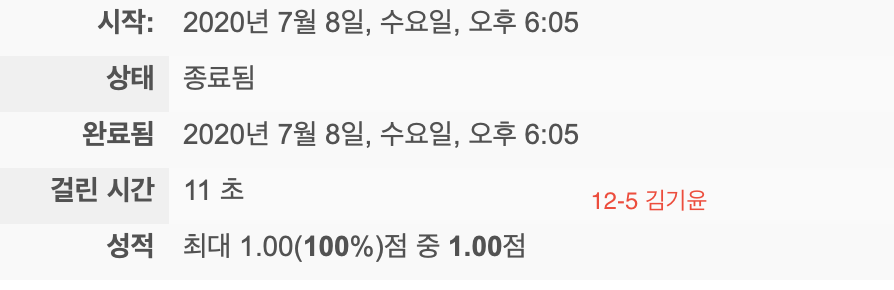 시작: 2020년 7월 8일, 수요일, 오후 6:05
상태 종료됨
완료됨 2020년 7월 8일, 수요일, 오후 6:05
걸린 시간 11 초
12-5 김기윤
성적 최대 1.00(100%)점 중 1.00점